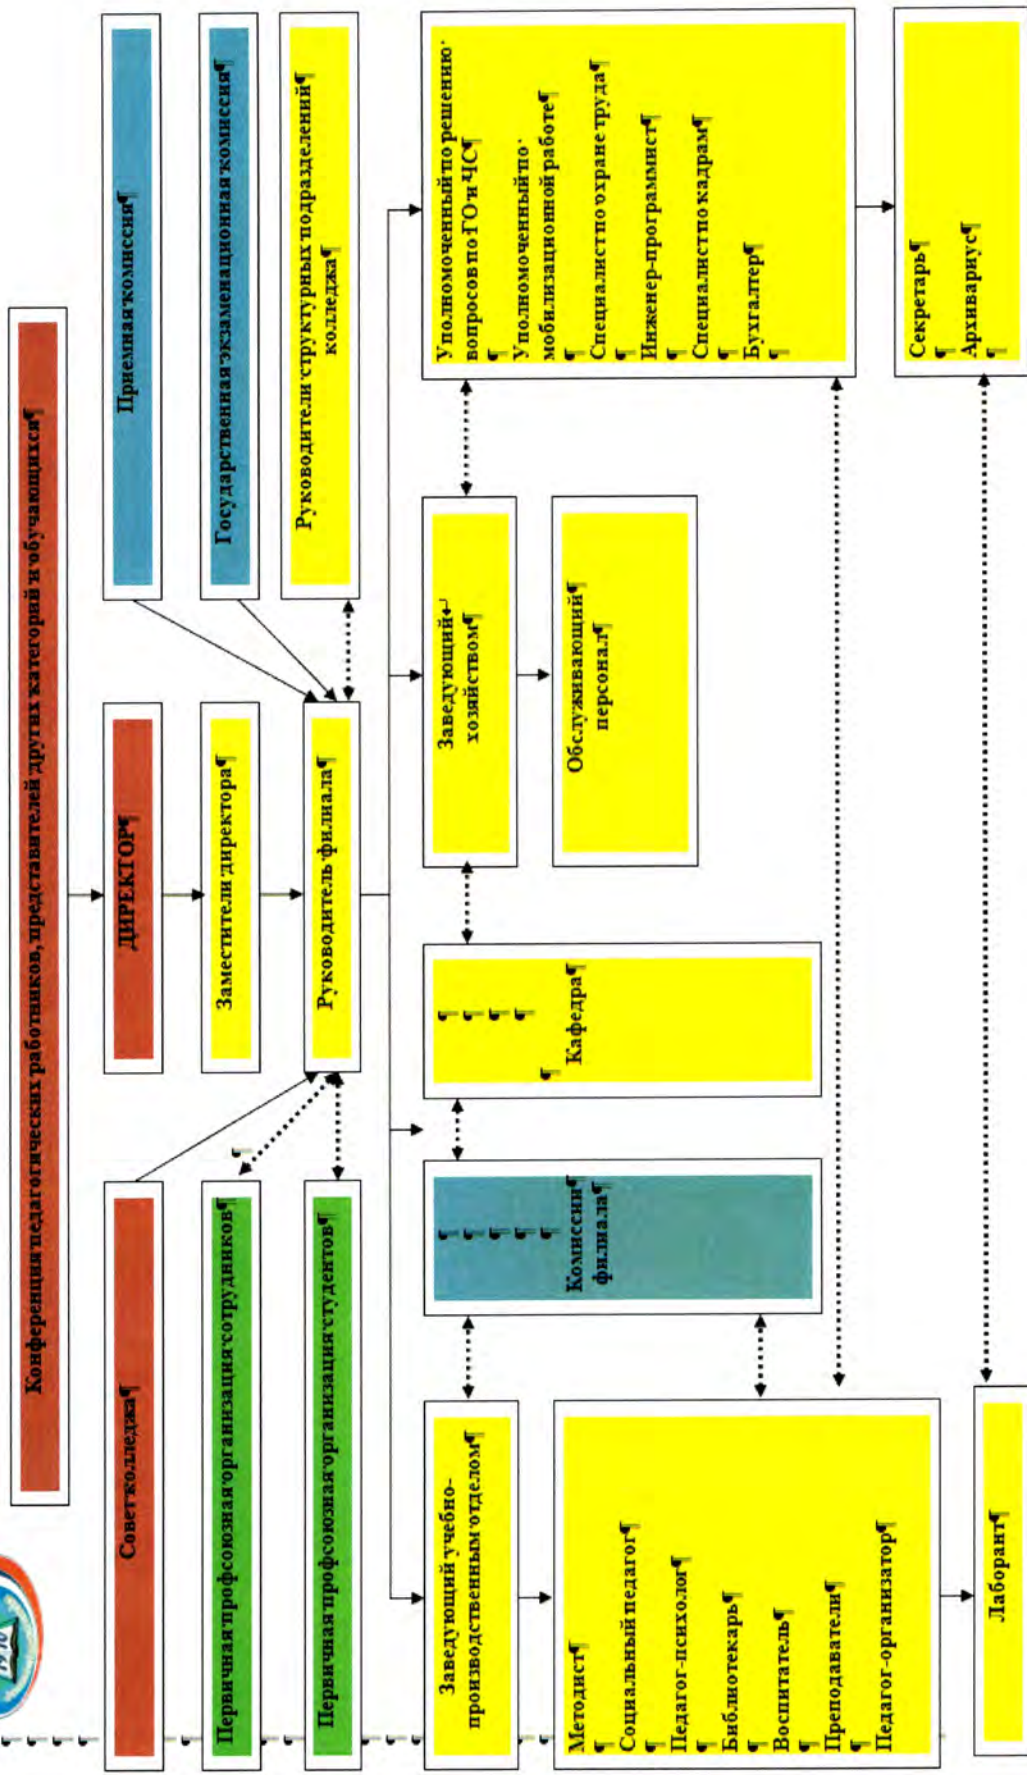 Конференция педагогических работников, представителей других категорий и обучающихся¶
Совет колледжа¶
ДИРЕКТОР¶
Приемная комиссия¶
Первичная профсоюзная организация сотрудников¶
Заместители директора¶
Государственная экзаменационная комиссия¶
Первичная профсоюзная организация студентов¶
Руководитель филиала¶
Руководители структурных подразделений¶
колледжа¶
Заведующий учебно-
производственным отделом¶
Комиссии¶
филиала¶
Кафедра¶
Заведующий↵
хозяйством¶
Уполномоченный по решению
вопросов по ГО и ЧС¶
¶
Уполномоченный по
мобилизационной работе¶
¶
Специалист по охране труда¶
¶
Инженер-программист¶
¶
Специалист по кадрам¶
¶
Бухгалтер¶
¶
Методист¶
¶
Социальный педагог¶
¶
Педагог-психолог¶
¶
Библиотекарь¶
¶
Воспитатель¶
¶
Преподаватели¶
¶
Педагог-организатор¶
Обслуживающий
персонал¶
Лаборант¶
Секретарь¶
¶
Архивариус¶
¶